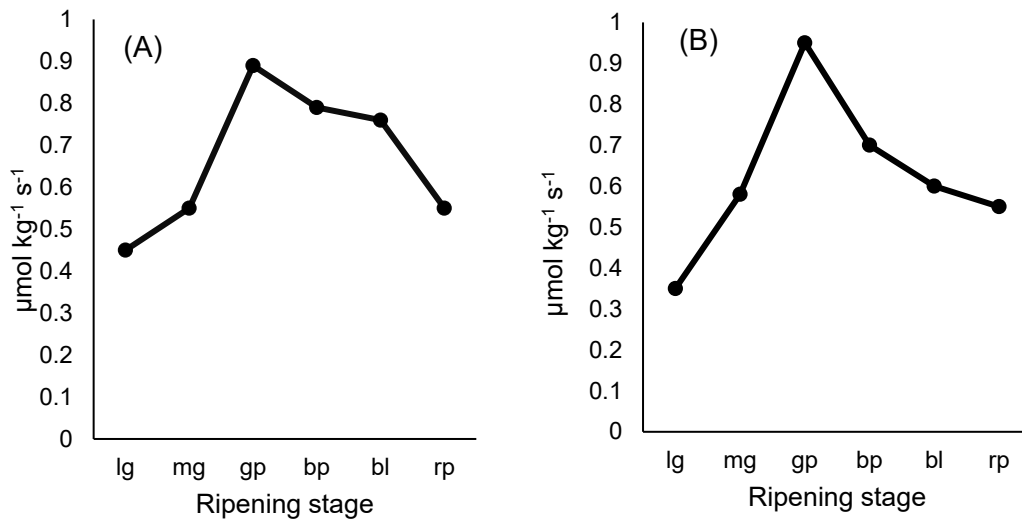 (A)
µmol kg⁻¹ s⁻¹
1
0.9
0.8
0.7
0.6
0.5
0.4
0.3
0.2
0.1
0
lg mg gp bp bl rp
Ripening stage
(B)
µmol kg⁻¹ s⁻¹
1
0.9
0.8
0.7
0.6
0.5
0.4
0.3
0.2
0.1
0
lg mg gp bp bl rp
Ripening stage